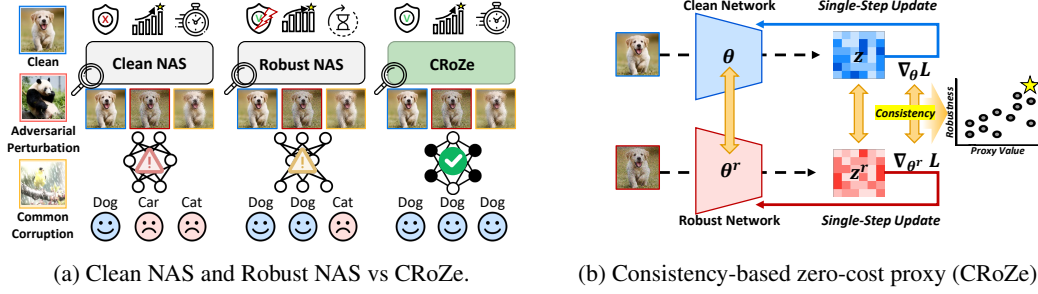 Clean
Adversarial
Perturbation
Common
Corruption
Clean NAS
Dog Car Cat
Robust NAS
Dog Dog Cat
CRoZe
Dog Dog Dog
(a) Clean NAS and Robust NAS vs CRoZe.
Clean Network
Single-Step Update
θ
z
∇θL
Consistency
Robustness
Proxy Value
θʳ
zʳ
∇θʳ L
Robust Network
Single-Step Update
(b) Consistency-based zero-cost proxy (CRoZe)